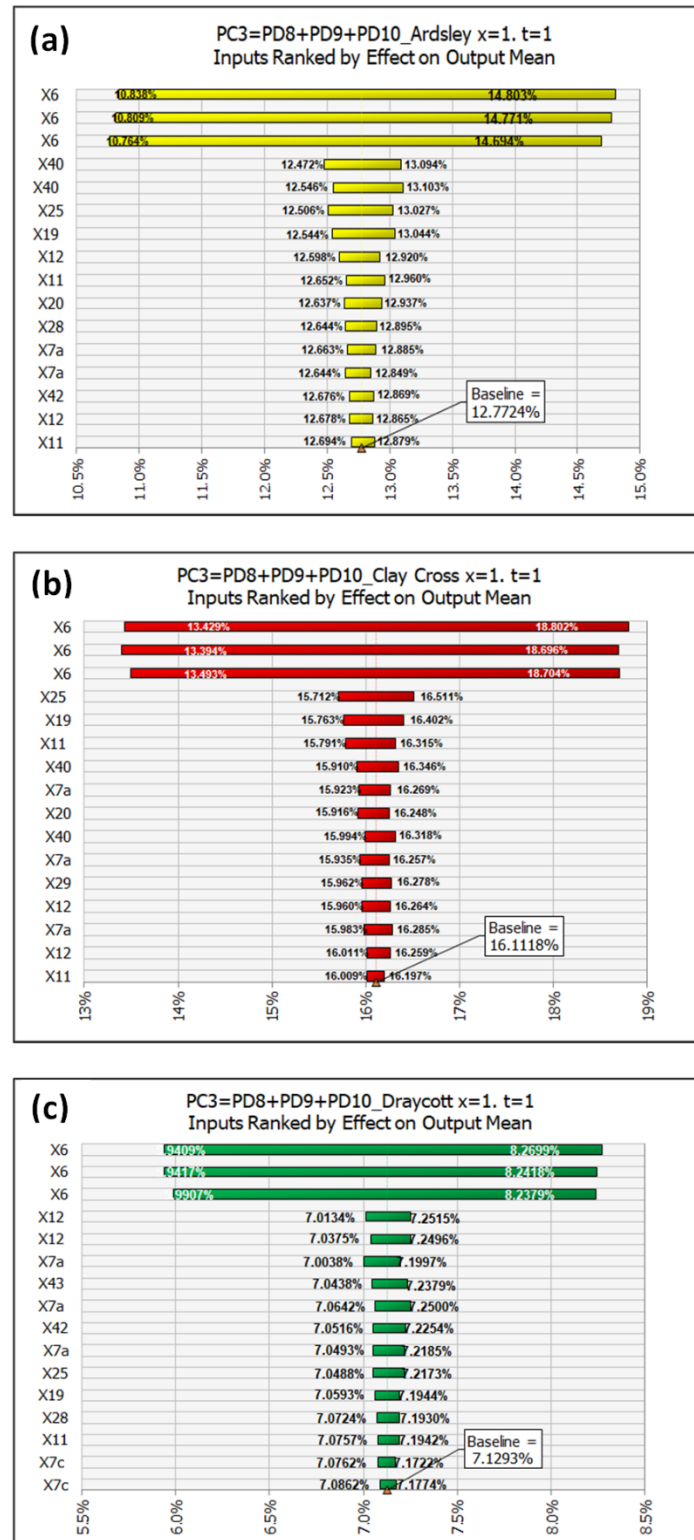 (a)
PC3=PD8+PD9+PD10_Ardsley x=1. t=1
Inputs Ranked by Effect on Output Mean
X6 10.838% 14.803%
X6 10.809% 14.771%
X6 10.764% 14.694%
X40 12.472% 13.094%
X40 12.546% 13.103%
X25 12.506% 13.027%
X19 12.544% 13.044%
X12 12.598% 12.920%
X11 12.652% 12.960%
X20 12.637% 12.937%
X28 12.644% 12.895%
X7a 12.663% 12.885%
X7a 12.644% 12.849%
X42 12.676% 12.869%
X12 12.678% 12.865%
X11 12.694% 12.879%
Baseline =
12.7724%
10.5% 11.0% 11.5% 12.0% 12.5% 13.0% 13.5% 14.0% 14.5% 15.0%
(b)
PC3=PD8+PD9+PD10_Clay Cross x=1. t=1
Inputs Ranked by Effect on Output Mean
X6 13.429% 18.802%
X6 13.394% 18.696%
X6 13.493% 18.704%
X25 15.712% 16.511%
X19 15.763% 16.402%
X11 15.791% 16.315%
X40 15.910% 16.346%
X7a 15.923% 16.269%
X20 15.916% 16.248%
X40 15.994% 16.318%
X7a 15.935% 16.257%
X29 15.962% 16.278%
X12 15.960% 16.264%
X7a 15.983% 16.285%
X12 16.011% 16.259%
X11 16.009% 16.197%
Baseline =
16.1118%
13% 14% 15% 16% 17% 18% 19%
(c)
PC3=PD8+PD9+PD10_Draycott x=1. t=1
Inputs Ranked by Effect on Output Mean
X6 .9409% 8.2699%
X6 .9417% 8.2418%
X6 .9907% 8.2379%
X12 7.0134% 7.2515%
X12 7.0375% 7.2496%
X7a 7.0038% 7.1997%
X43 7.0438% 7.2379%
X7a 7.0642% 7.2500%
X42 7.0516% 7.2254%
X7a 7.0493% 7.2185%
X25 7.0488% 7.2173%
X19 7.0593% 7.1944%
X28 7.0724% 7.1930%
X11 7.0757% 7.1942%
X7c 7.0762% 7.1722%
X7c 7.0862% 7.1774%
Baseline =
7.1293%
5.5% 6.0% 6.5% 7.0% 7.5% 8.0% 8.5%